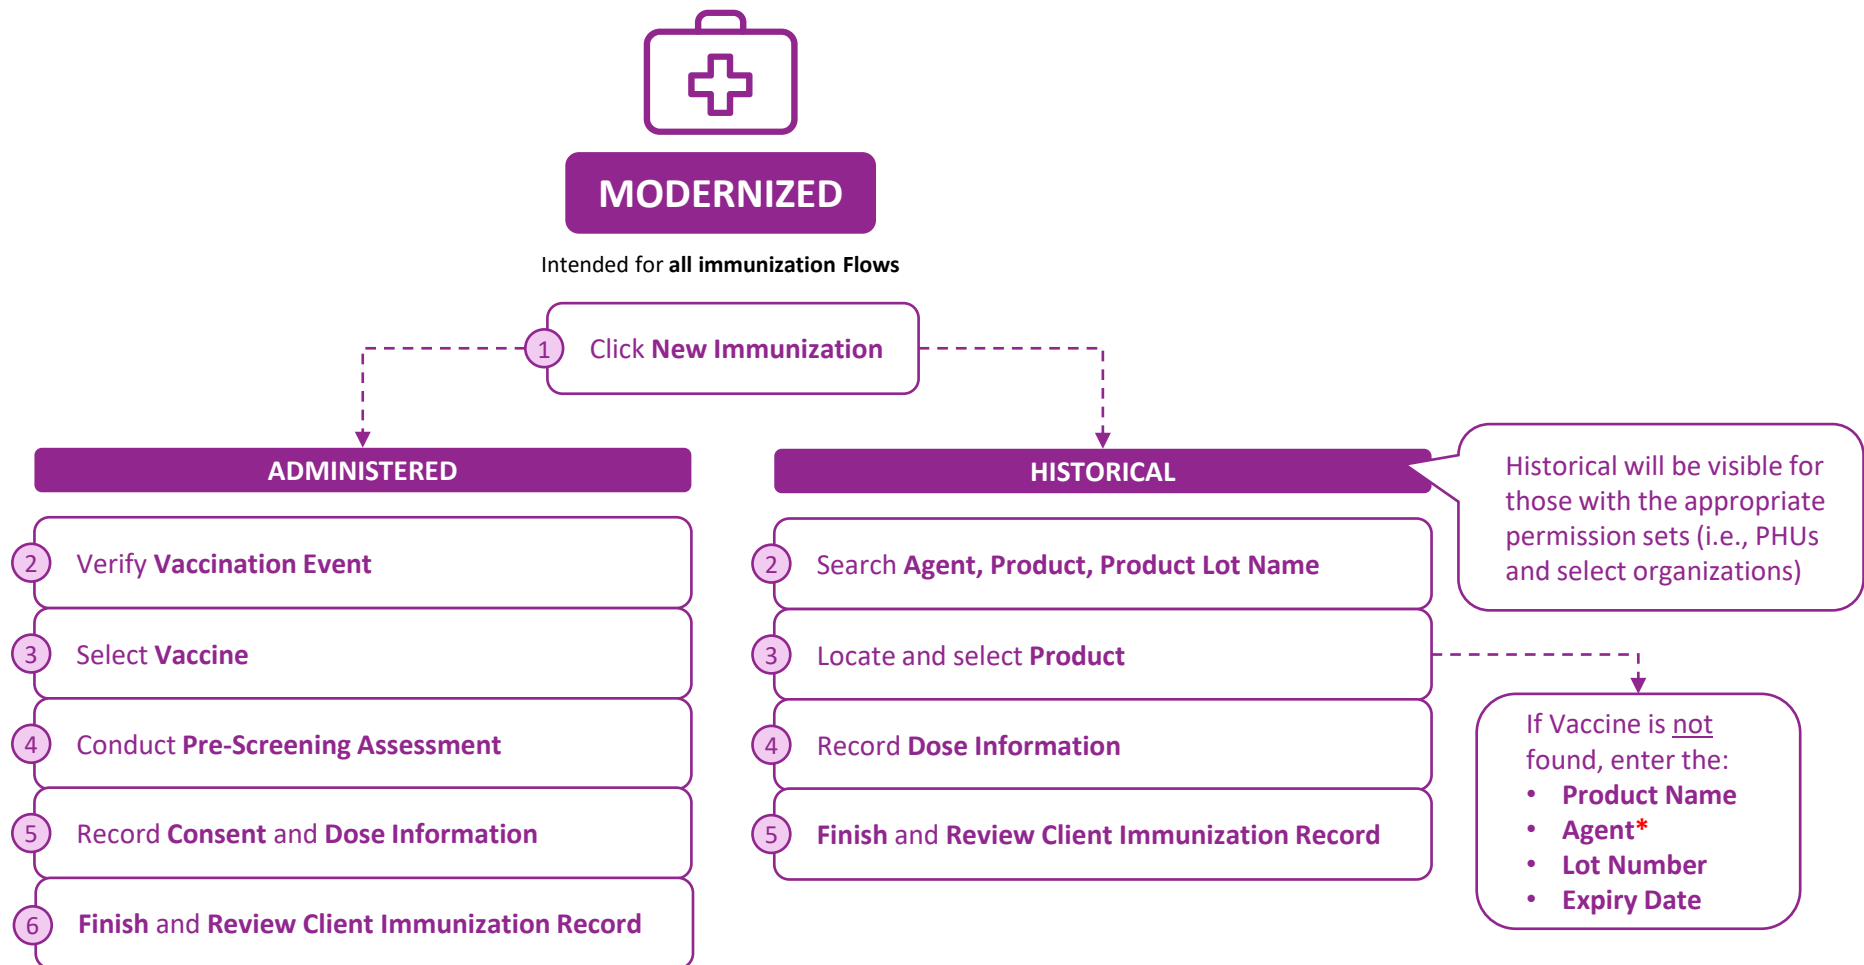 MODERNIZED
Intended for all immunization Flows
1 Click New Immunization
ADMINISTERED
2 Verify Vaccination Event
3 Select Vaccine
4 Conduct Pre-Screening Assessment
5 Record Consent and Dose Information
6 Finish and Review Client Immunization Record
HISTORICAL
2 Search Agent, Product, Product Lot Name
3 Locate and select Product
4 Record Dose Information
5 Finish and Review Client Immunization Record
Historical will be visible for
those with the appropriate
permission sets (i.e., PHUs
and select organizations)
If Vaccine is not
found, enter the:
• Product Name
• Agent*
• Lot Number
• Expiry Date